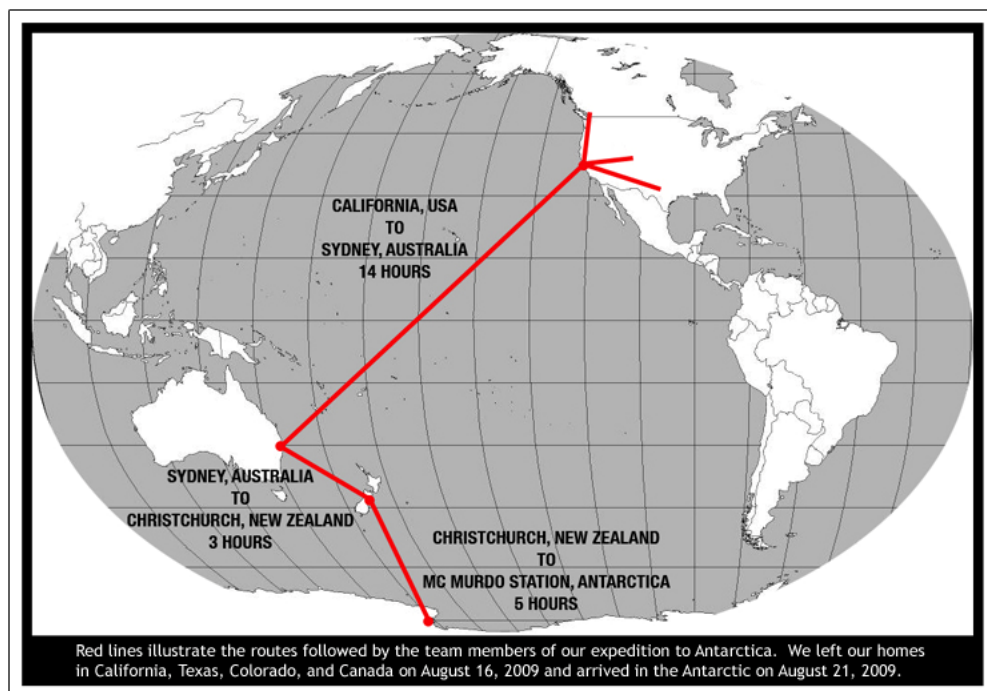 CALIFORNIA, USA
TO
SYDNEY, AUSTRALIA
14 HOURS
SYDNEY, AUSTRALIA
TO
CHRISTCHURCH, NEW ZEALAND
3 HOURS
CHRISTCHURCH, NEW ZEALAND
TO
MC MURDO STATION, ANTARCTICA
5 HOURS
Red lines illustrate the routes followed by the team members of our expedition to Antarctica.  We left our homes
in California, Texas, Colorado, and Canada on August 16, 2009 and arrived in the Antarctic on August 21, 2009.